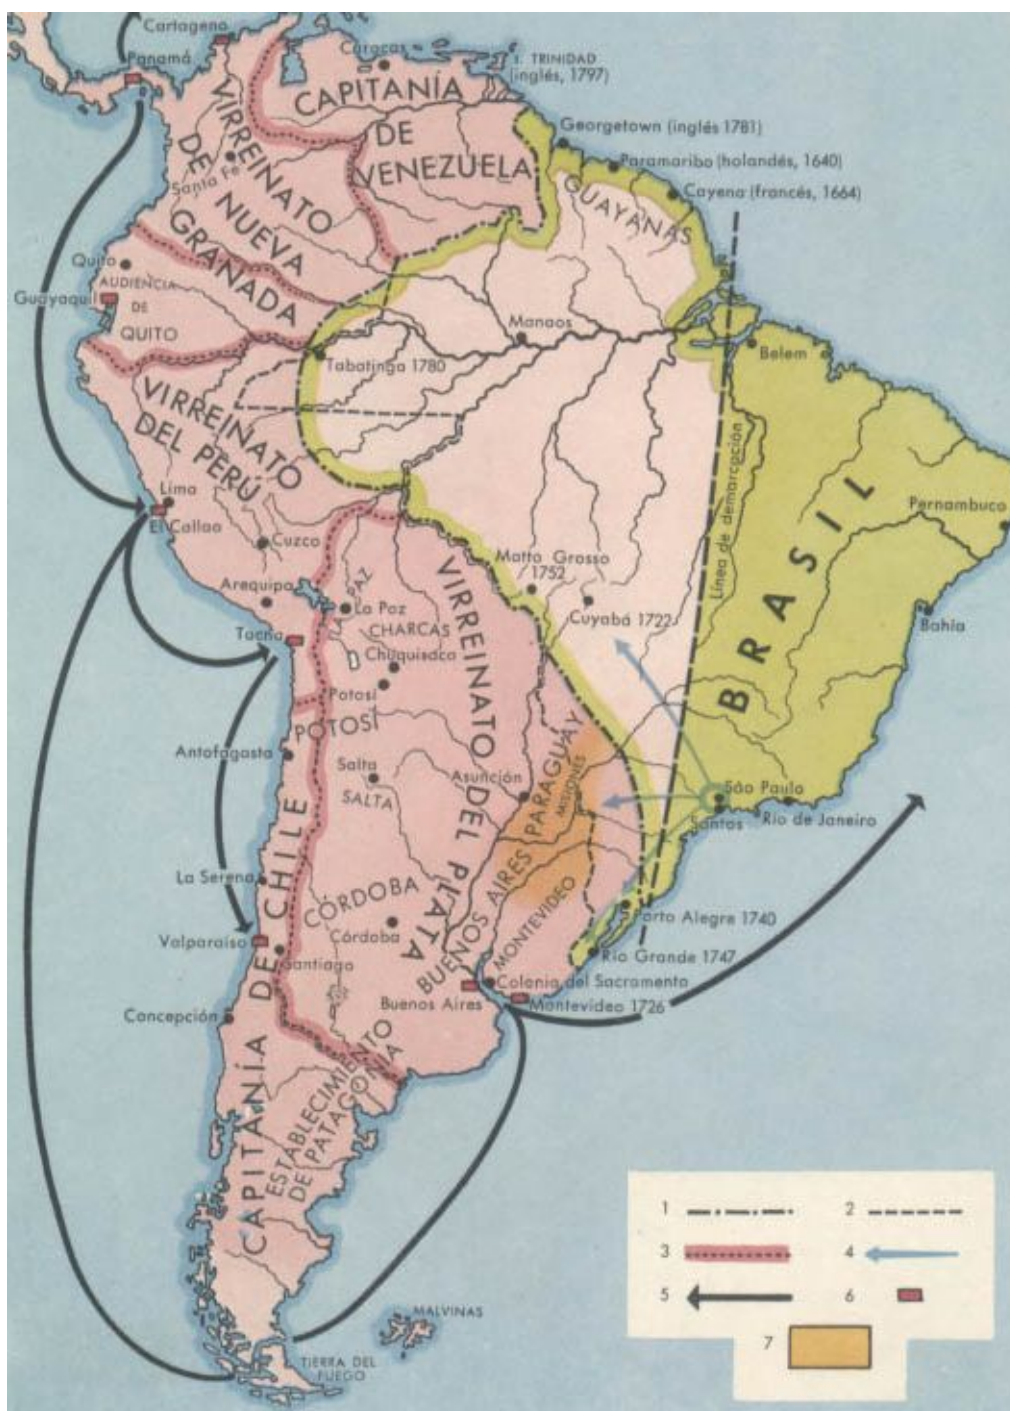 Cartagena
Panamá
Caracas
I. TRINIDAD
(inglés, 1797)
CAPITANÍA
DE
VENEZUELA
VIRREINATO
DE
NUEVA
GRANADA
Santa Fe
Georgetown (inglés 1781)
Paramaribo (holandés, 1640)
Cayena (francés, 1664)
GUAYANAS
Quito
AUDIENCIA
DE
QUITO
Guayaquil
Manaos
Belem
Tabatinga 1780
VIRREINATO
DEL PERÚ
Línea de demarcación
BRASIL
Pernambuco
Lima
El Callao
Cuzco
Matto Grosso
1752
Cuyabá 1722
Bahía
Arequipa
LA PAZ
La Paz
CHARCAS
Tacna
Chuquisaca
Potosí
POTOSÍ
VIRREINATO DEL PLATA
Antofagasta
Salta
SALTA
Asunción
PARAGUAY
MISIONES
São Paulo
Santos
Río de Janeiro
La Serena
CÓRDOBA
Córdoba
BUENOS AIRES
MONTEVIDEO
Porto Alegre 1740
Río Grande 1747
Valparaíso
Santiago
Colonia del Sacramento
Buenos Aires
Montevideo 1726
Concepción
CAPITANÍA DE CHILE
ESTABLECIMIENTO
DE PATAGONIA
MALVINAS
TIERRA DEL
FUEGO
1
2
3
4
5
6
7